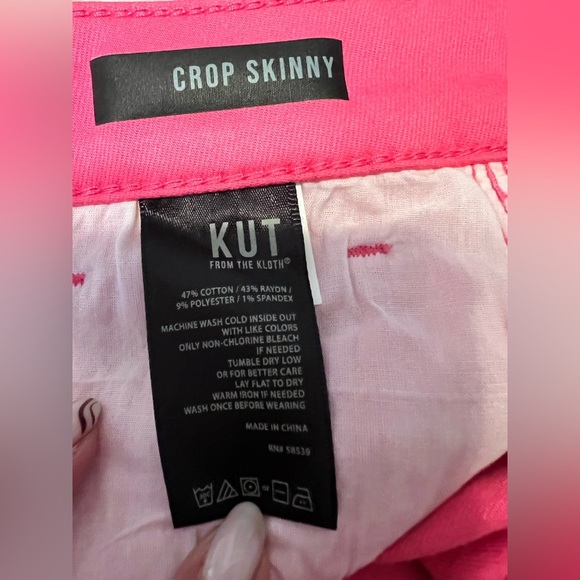 CROP SKINNY
KUT
FROM THE KLOTH®
47% COTTON / 43% RAYON /
9% POLYESTER / 1% SPANDEX
MACHINE WASH COLD INSIDE OUT
WITH LIKE COLORS
ONLY NON-CHLORINE BLEACH
IF NEEDED
TUMBLE DRY LOW
OR FOR BETTER CARE
LAY FLAT TO DRY
WARM IRON IF NEEDED
WASH ONCE BEFORE WEARING
MADE IN CHINA
RN# 58539
or